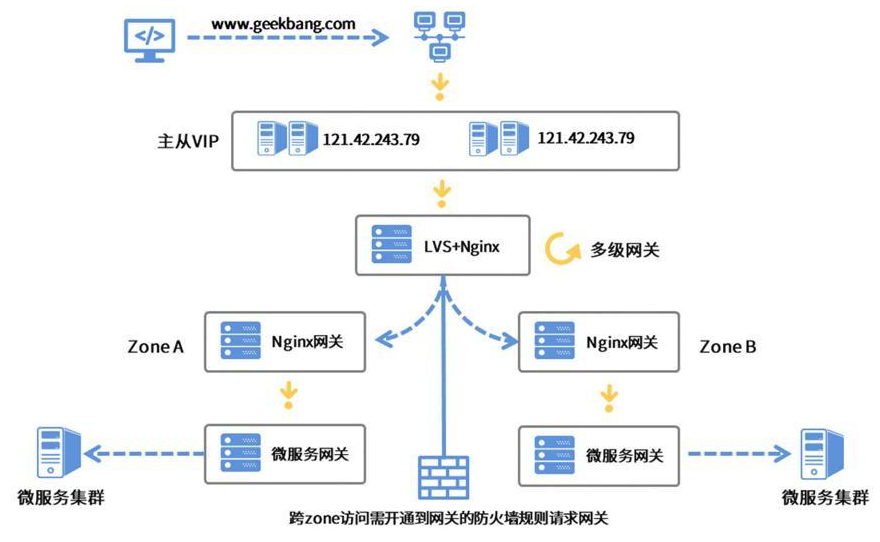 www.geekbang.com
主从VIP
121.42.243.79
121.42.243.79
LVS+Nginx
多级网关
Zone A
Nginx网关
Nginx网关
Zone B
微服务网关
微服务网关
微服务集群
微服务集群
跨zone访问需开通到网关的防火墙规则请求网关